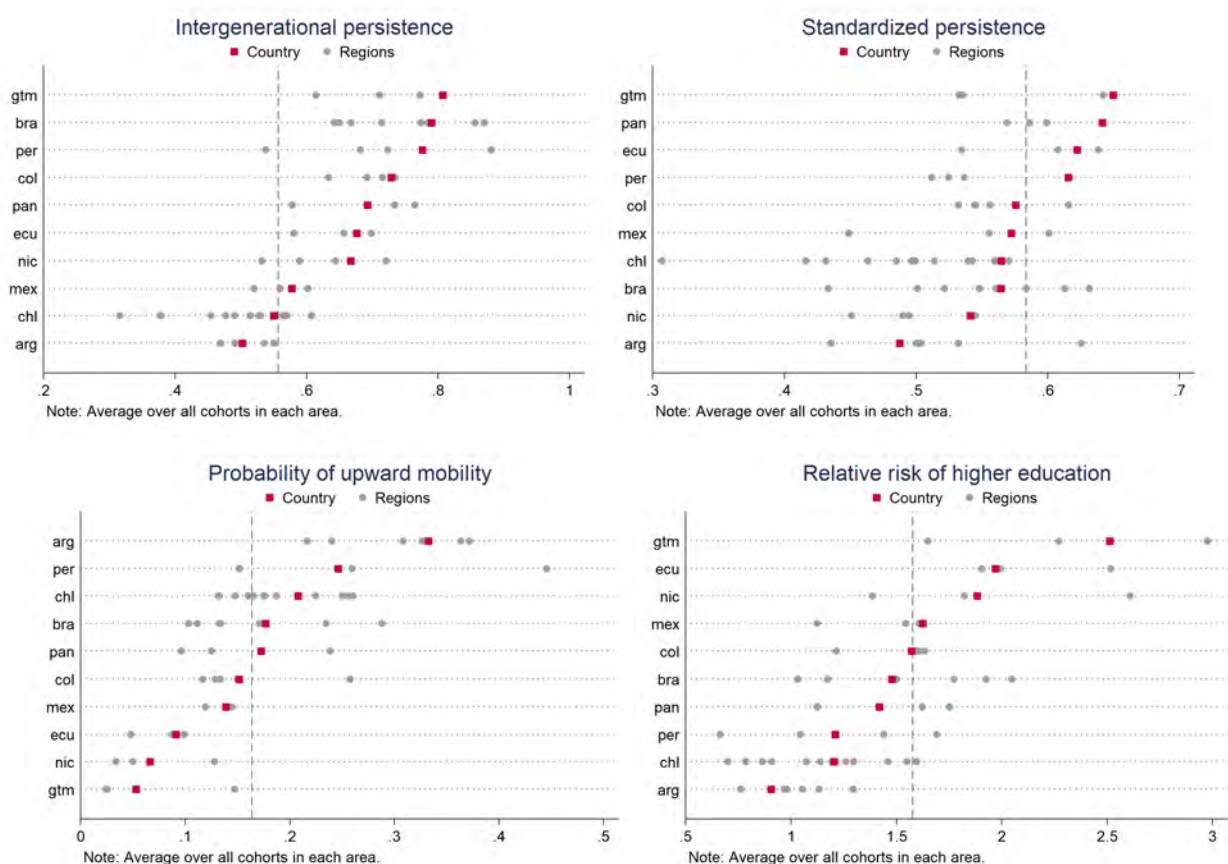 Intergenerational persistence
Country Regions
gtm
bra
per
col
pan
ecu
nic
mex
chl
arg
.2 .4 .6 .8 1
Note: Average over all cohorts in each area.
Standardized persistence
Country Regions
gtm
pan
ecu
per
col
mex
chl
bra
nic
arg
.3 .4 .5 .6 .7
Note: Average over all cohorts in each area.
Probability of upward mobility
Country Regions
arg
per
chl
bra
pan
col
mex
ecu
nic
gtm
0 .1 .2 .3 .4 .5
Note: Average over all cohorts in each area.
Relative risk of higher education
Country Regions
gtm
ecu
nic
mex
col
bra
pan
per
chl
arg
.5 1 1.5 2 2.5 3
Note: Average over all cohorts in each area.